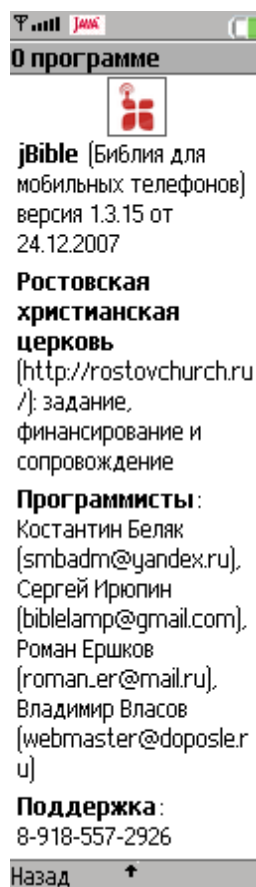 JAVA
О программе
jBible (Библия для
мобильных телефонов)
версия 1.3.15 от
24.12.2007
Ростовская
христианская
церковь
(http://rostovchurch.ru
/): задание,
финансирование и
сопровождение
Программисты:
Костантин Беляк
(smbadm@yandex.ru),
Сергей Ирюпин
(biblelamp@gmail.com),
Роман Ершков
(roman_er@mail.ru),
Владимир Власов
(webmaster@doposle.r
u)
Поддержка:
8-918-557-2926
Назад